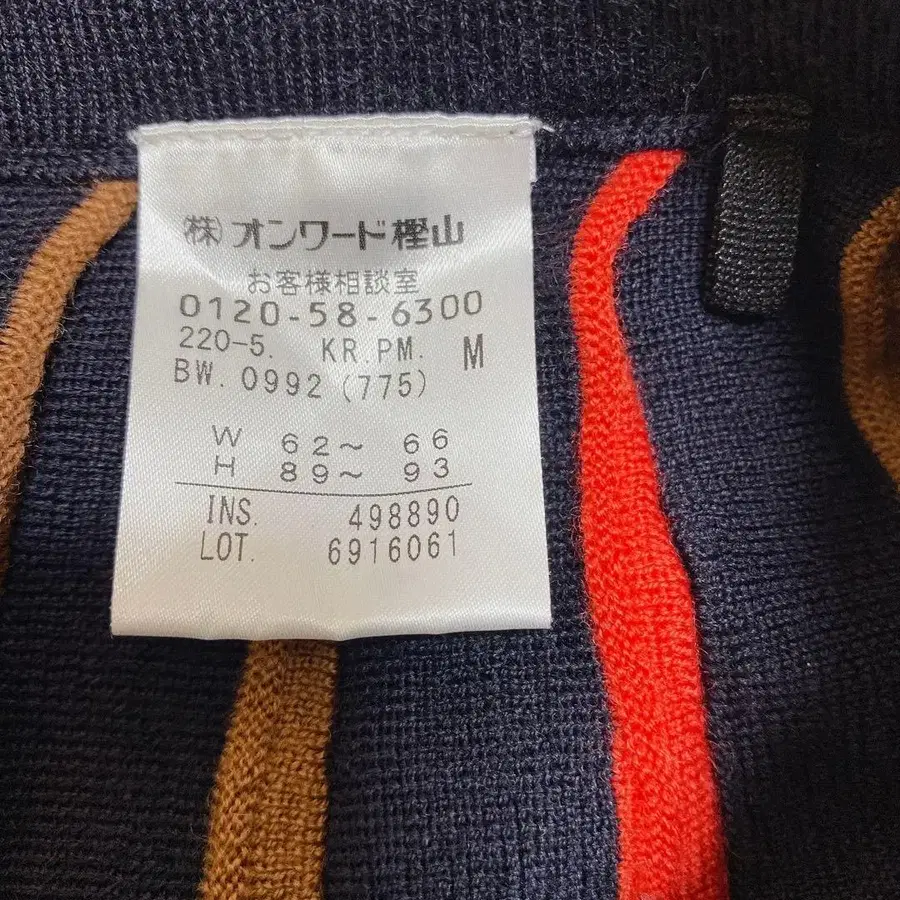 ㈱オンワード樫山
お客様相談室
0120-58-6300
220-5. KR.PM. M
BW. 0992 (775)
W 62～ 66
H 89～ 93
INS. 498890
LOT. 6916061